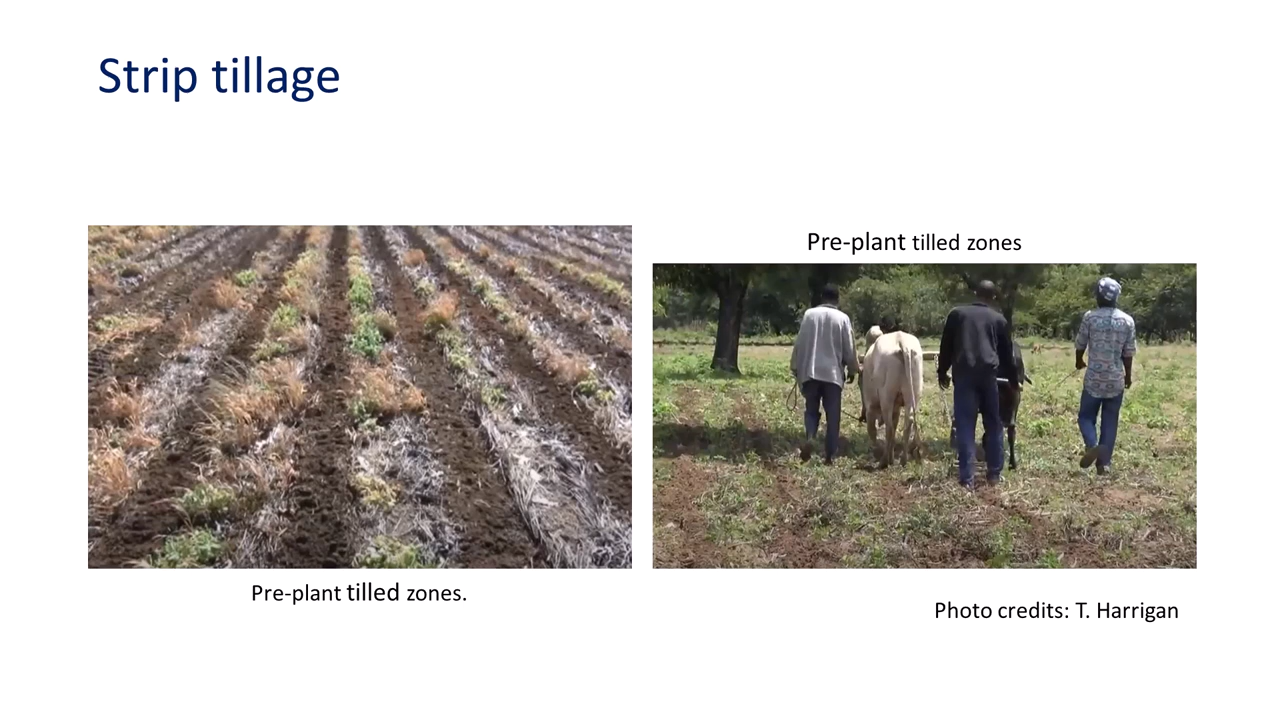 Strip tillage
Pre-plant tilled zones
Pre-plant tilled zones.
Photo credits: T. Harrigan